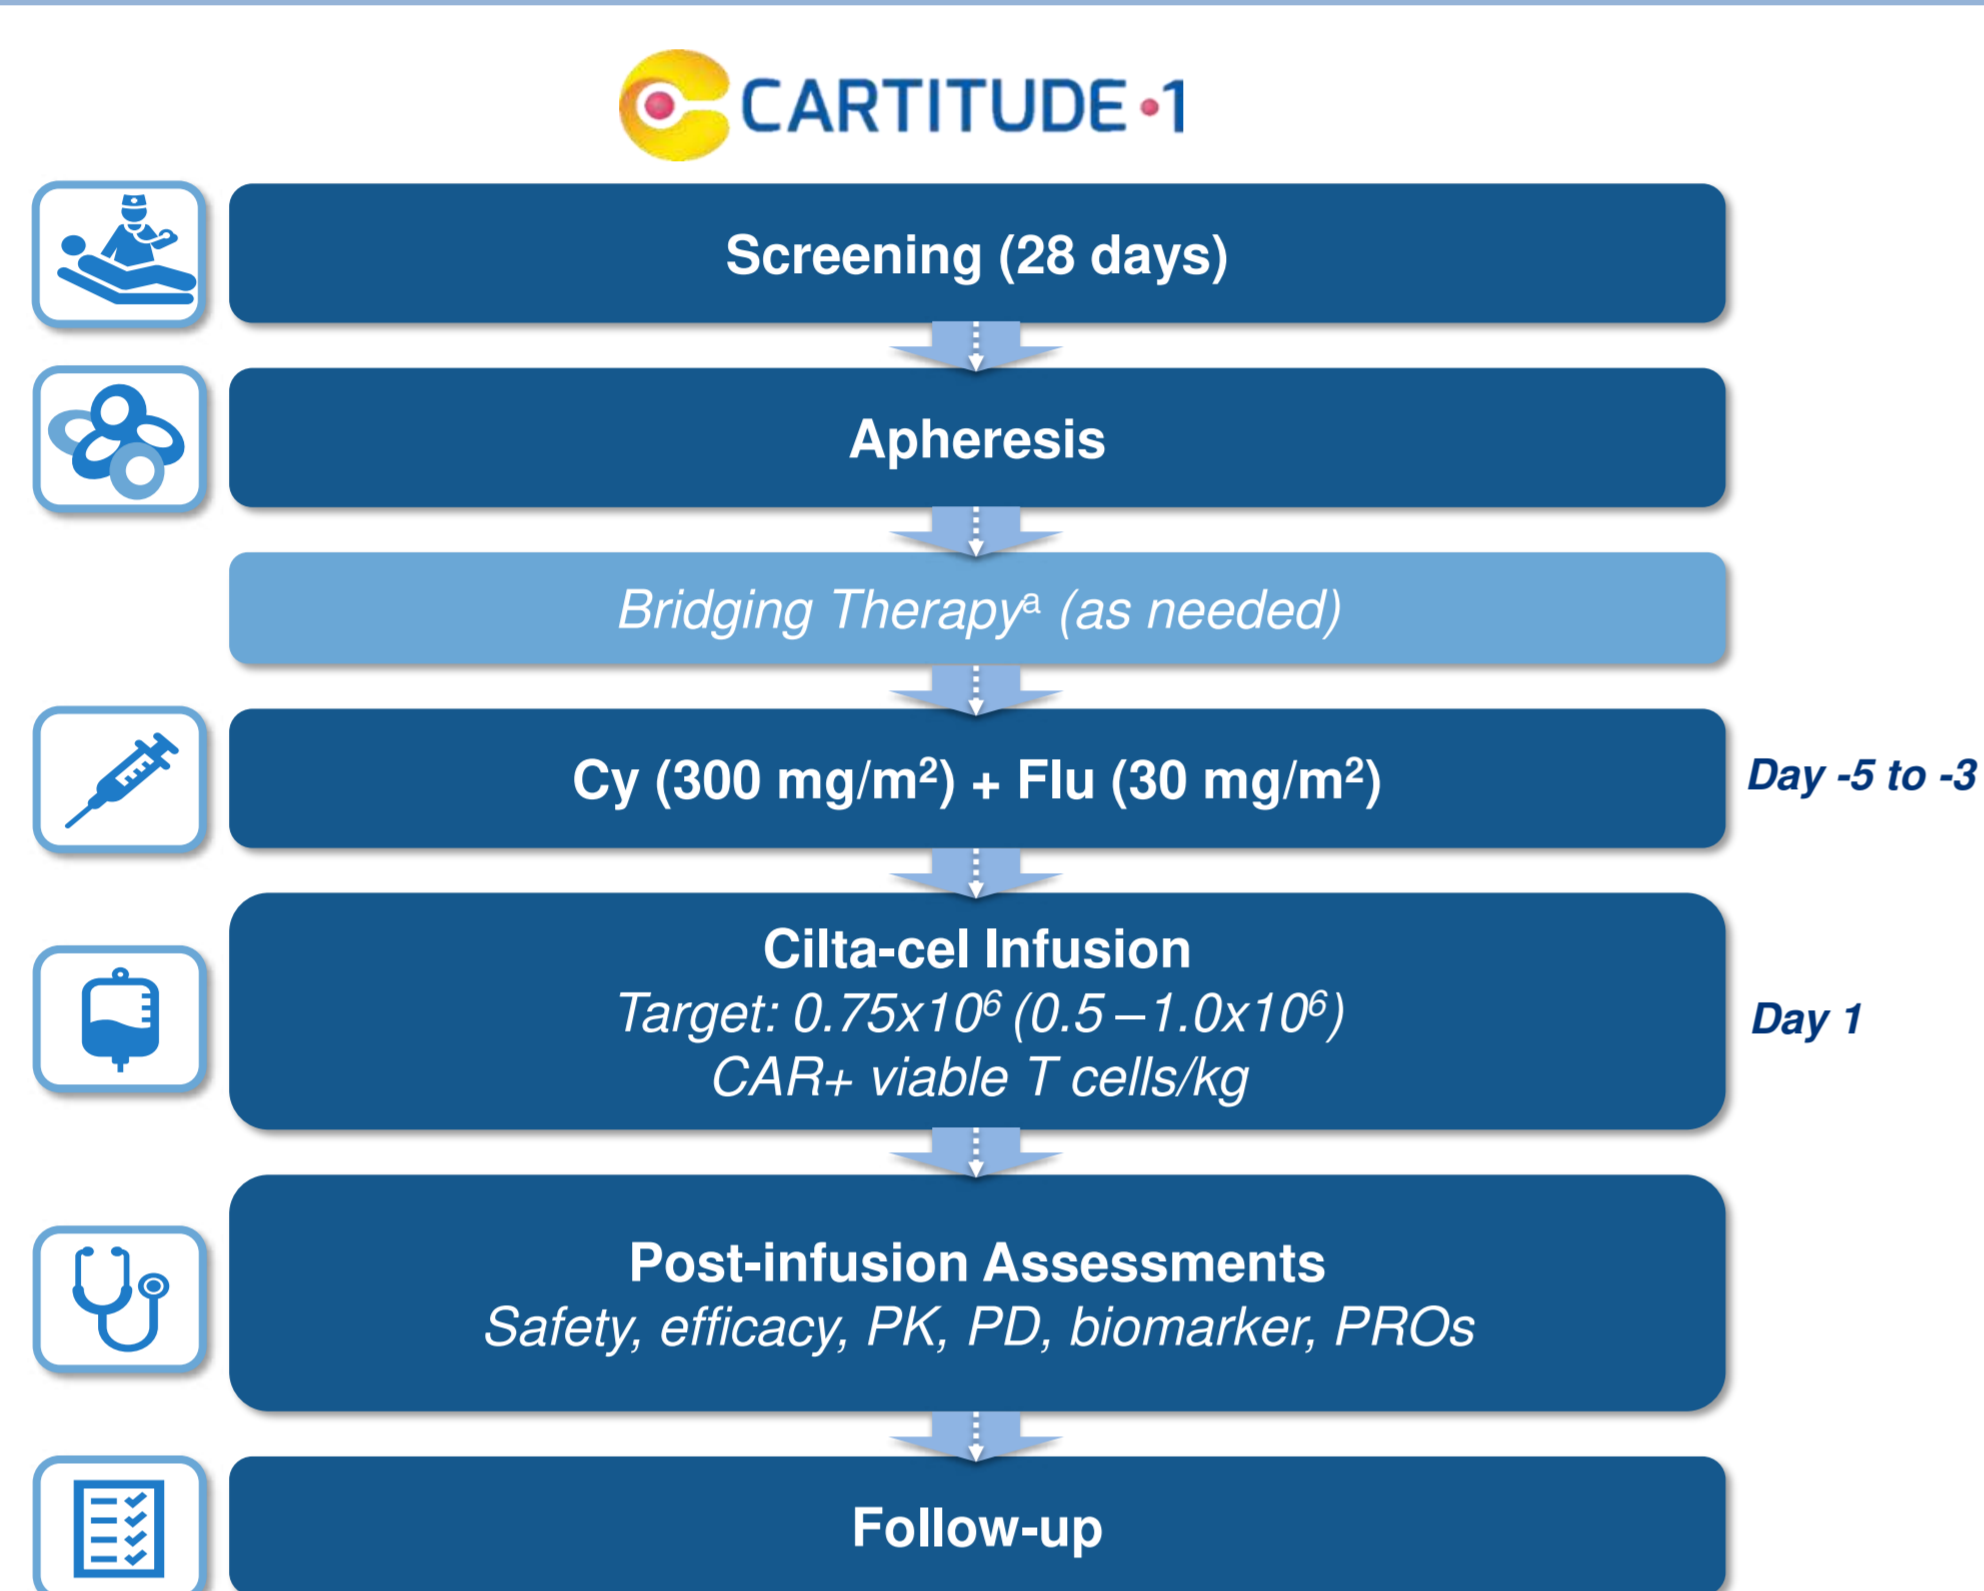 CARTITUDE•1
Screening (28 days)
Apheresis
Bridging Therapyᵃ (as needed)
Cy (300 mg/m²) + Flu (30 mg/m²)
Day -5 to -3
Cilta-cel Infusion
Target: 0.75x10⁶ (0.5 –1.0x10⁶)
CAR+ viable T cells/kg
Day 1
Post-infusion Assessments
Safety, efficacy, PK, PD, biomarker, PROs
Follow-up